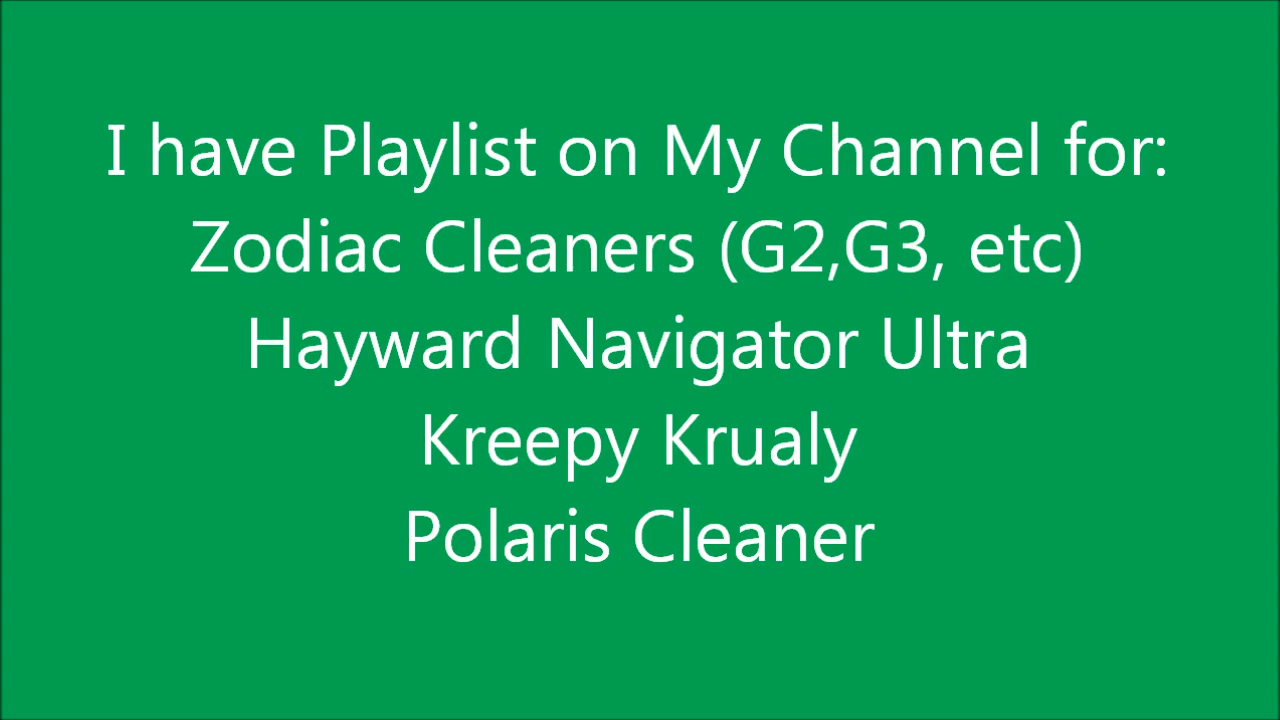 I have Playlist on My Channel for:
Zodiac Cleaners (G2,G3, etc)
Hayward Navigator Ultra
Kreepy Krualy
Polaris Cleaner